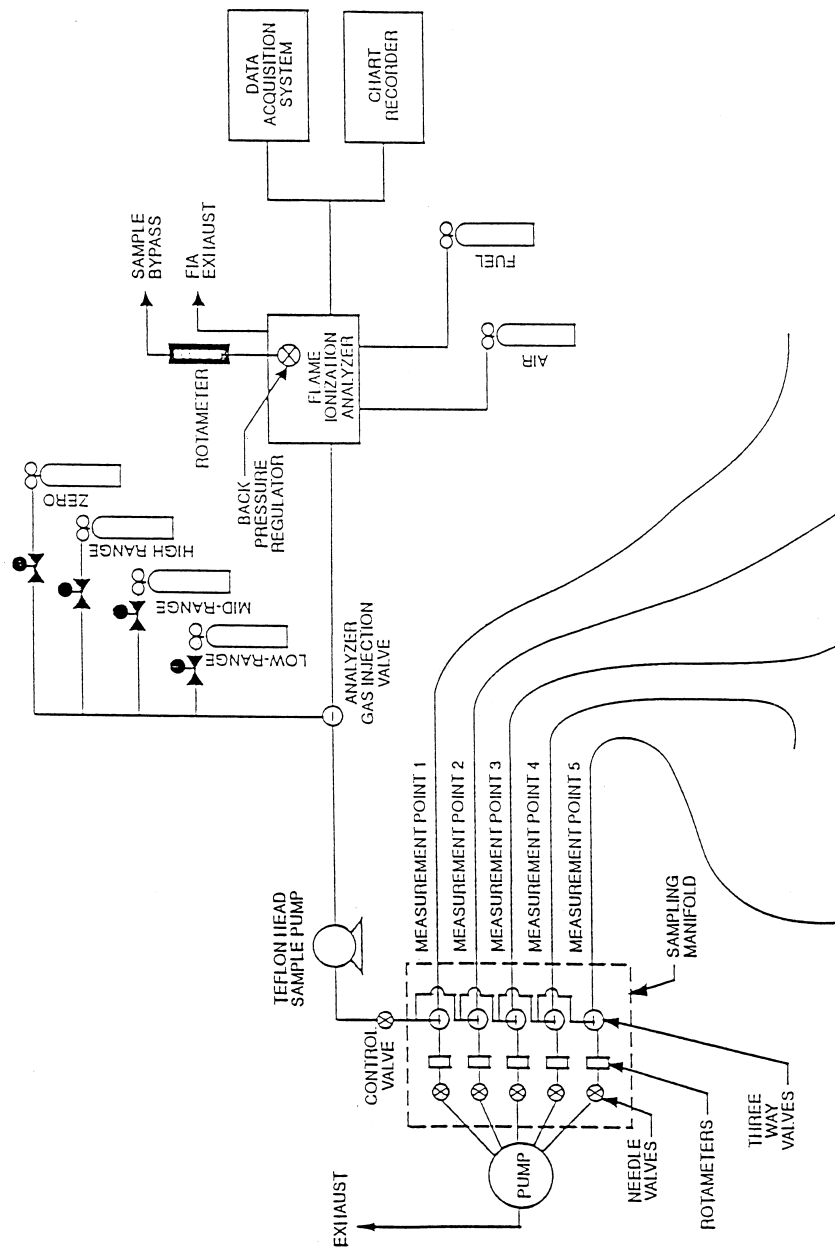 DATA
ACQUISITION
SYSTEM
CHART
RECORDER
SAMPLE
BYPASS
FIA
EXHAUST
ROTAMETER
FLAME
IONIZATION
ANALYZER
BACK
PRESSURE
REGULATOR
FUEL
AIR
ZERO
HIGH RANGE
MID-RANGE
LOW-RANGE
ANALYZER
GAS INJECTION
VALVE
TEFLON HEAD
SAMPLE PUMP
MEASUREMENT POINT 1
MEASUREMENT POINT 2
MEASUREMENT POINT 3
MEASUREMENT POINT 4
MEASUREMENT POINT 5
SAMPLING
MANIFOLD
CONTROL
VALVE
THREE
WAY
VALVES
ROTAMETERS
NEEDLE
VALVES
PUMP
EXHAUST